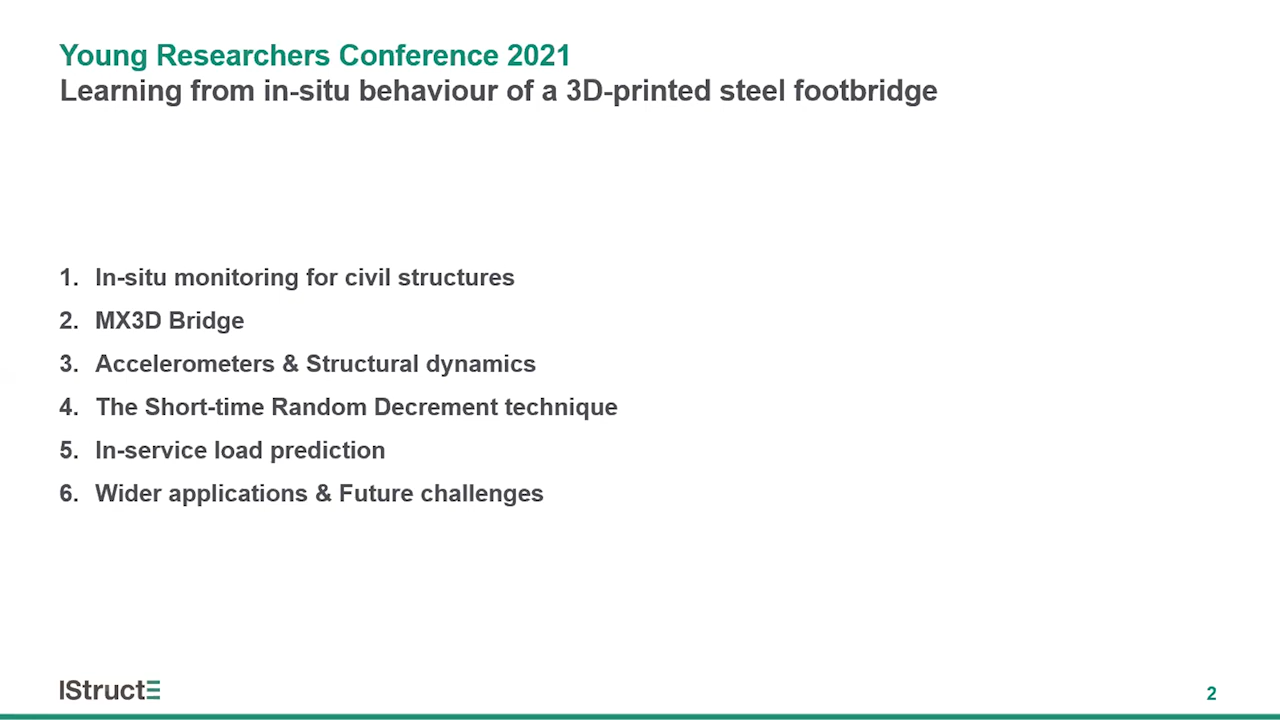 Young Researchers Conference 2021
Learning from in-situ behaviour of a 3D-printed steel footbridge
1. In-situ monitoring for civil structures
2. MX3D Bridge
3. Accelerometers & Structural dynamics
4. The Short-time Random Decrement technique
5. In-service load prediction
6. Wider applications & Future challenges
IStructE
2